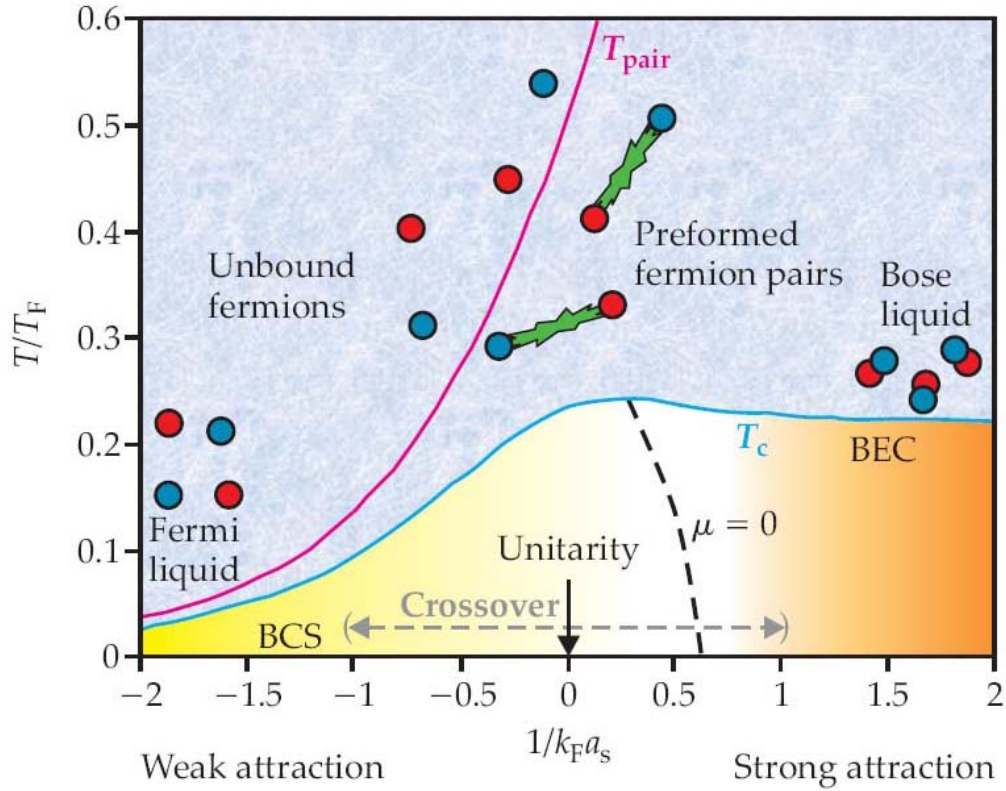 0.6
T_pair
0.5
0.4
Preformed
fermion pairs
Unbound
fermions
Bose
liquid
T/T_F
0.3
0.2
T_c
BEC
Fermi
liquid
μ = 0
0.1
Unitarity
Crossover
BCS
0
−2 −1.5 −1 −0.5 0 0.5 1 1.5 2
1/k_F a_s
Weak attraction
Strong attraction